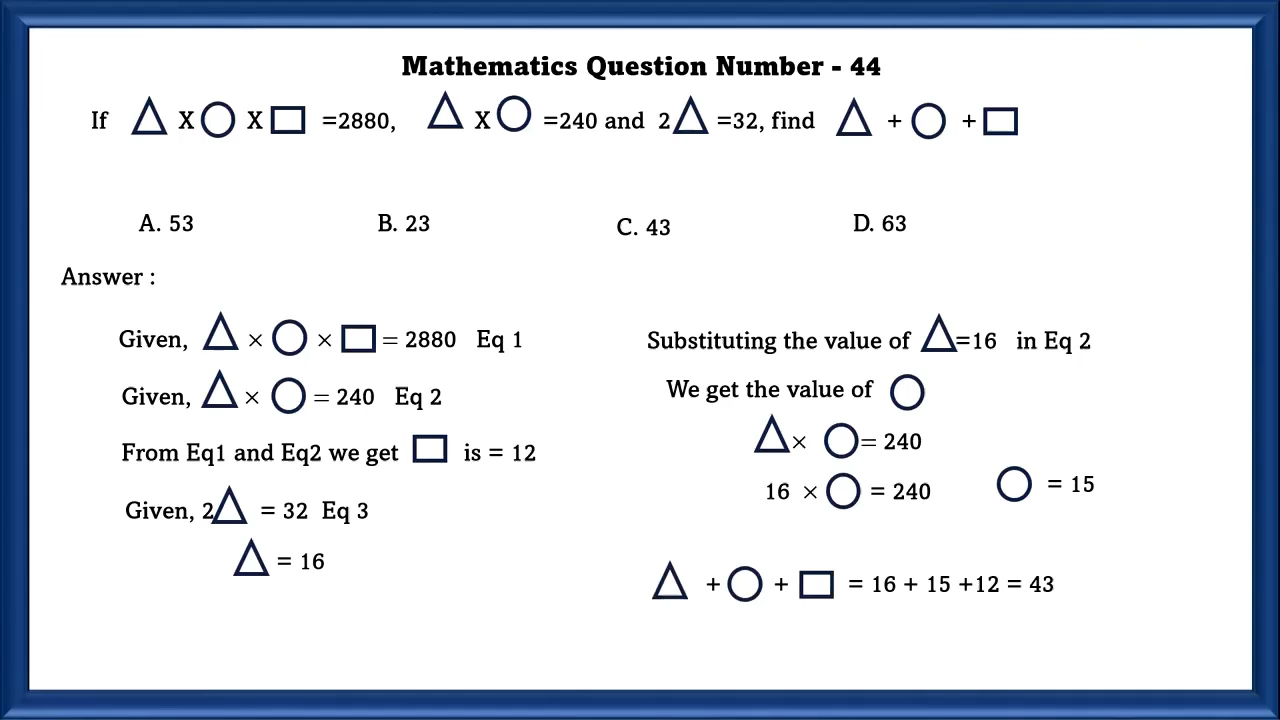 Mathematics Question Number - 44
If △ X ○ X □ =2880, △ X ○ =240 and 2△ =32, find △ + ○ + □
A. 53 B. 23 C. 43 D. 63
Answer :
Given, △ × ○ × □ = 2880 Eq 1
Given, △ × ○ = 240 Eq 2
From Eq1 and Eq2 we get □ is = 12
Given, 2△ = 32 Eq 3
△ = 16
Substituting the value of △=16 in Eq 2
We get the value of ○
△× ○= 240
16 × ○ = 240 ○ = 15
△ + ○ + □ = 16 + 15 +12 = 43